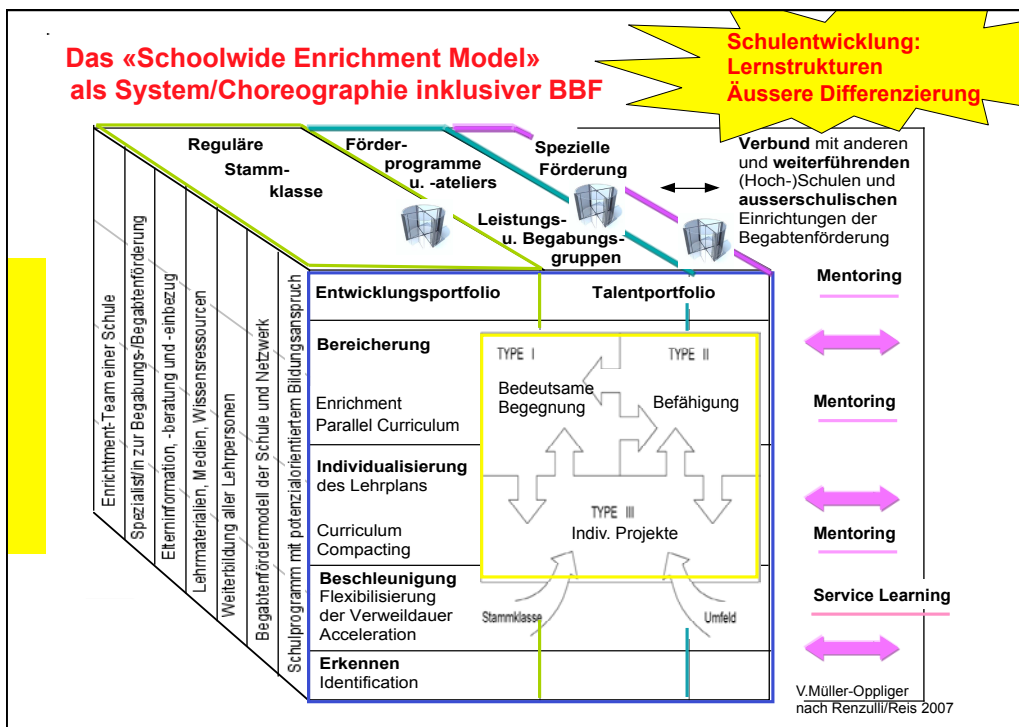 Das «Schoolwide Enrichment Model»
als System/Choreographie inklusiver BBF
Schulentwicklung:
Lernstrukturen
Äussere Differenzierung
Reguläre
Stamm-
klasse
Förder-
programme
u. -ateliers
Spezielle
Förderung
Leistungs-
u. Begabungs-
gruppen
Verbund mit anderen
und weiterführenden
(Hoch-)Schulen und
ausserschulischen
Einrichtungen der
Begabtenförderung
Enrichtment-Team einer Schule
Spezialist/in zur Begabungs-/Begabtenförderung
Elterninformation, -beratung und -einbezug
Lehrmaterialien, Medien, Wissensressourcen
Weiterbildung aller Lehrpersonen
Begabtenfördermodell der Schule und Netzwerk
Schulprogramm mit potenzialorientiertem Bildungsanspruch
Entwicklungsportfolio
Talentportfolio
Bereicherung
Enrichment
Parallel Curriculum
Individualisierung
des Lehrplans
Curriculum
Compacting
Beschleunigung
Flexibilisierung
der Verweildauer
Acceleration
Erkennen
Identification
TYPE I
TYPE II
Bedeutsame
Begegnung
Befähigung
TYPE III
Indiv. Projekte
Stammklasse
Umfeld
Mentoring
Mentoring
Mentoring
Service Learning
V.Müller-Oppliger
nach Renzulli/Reis 2007